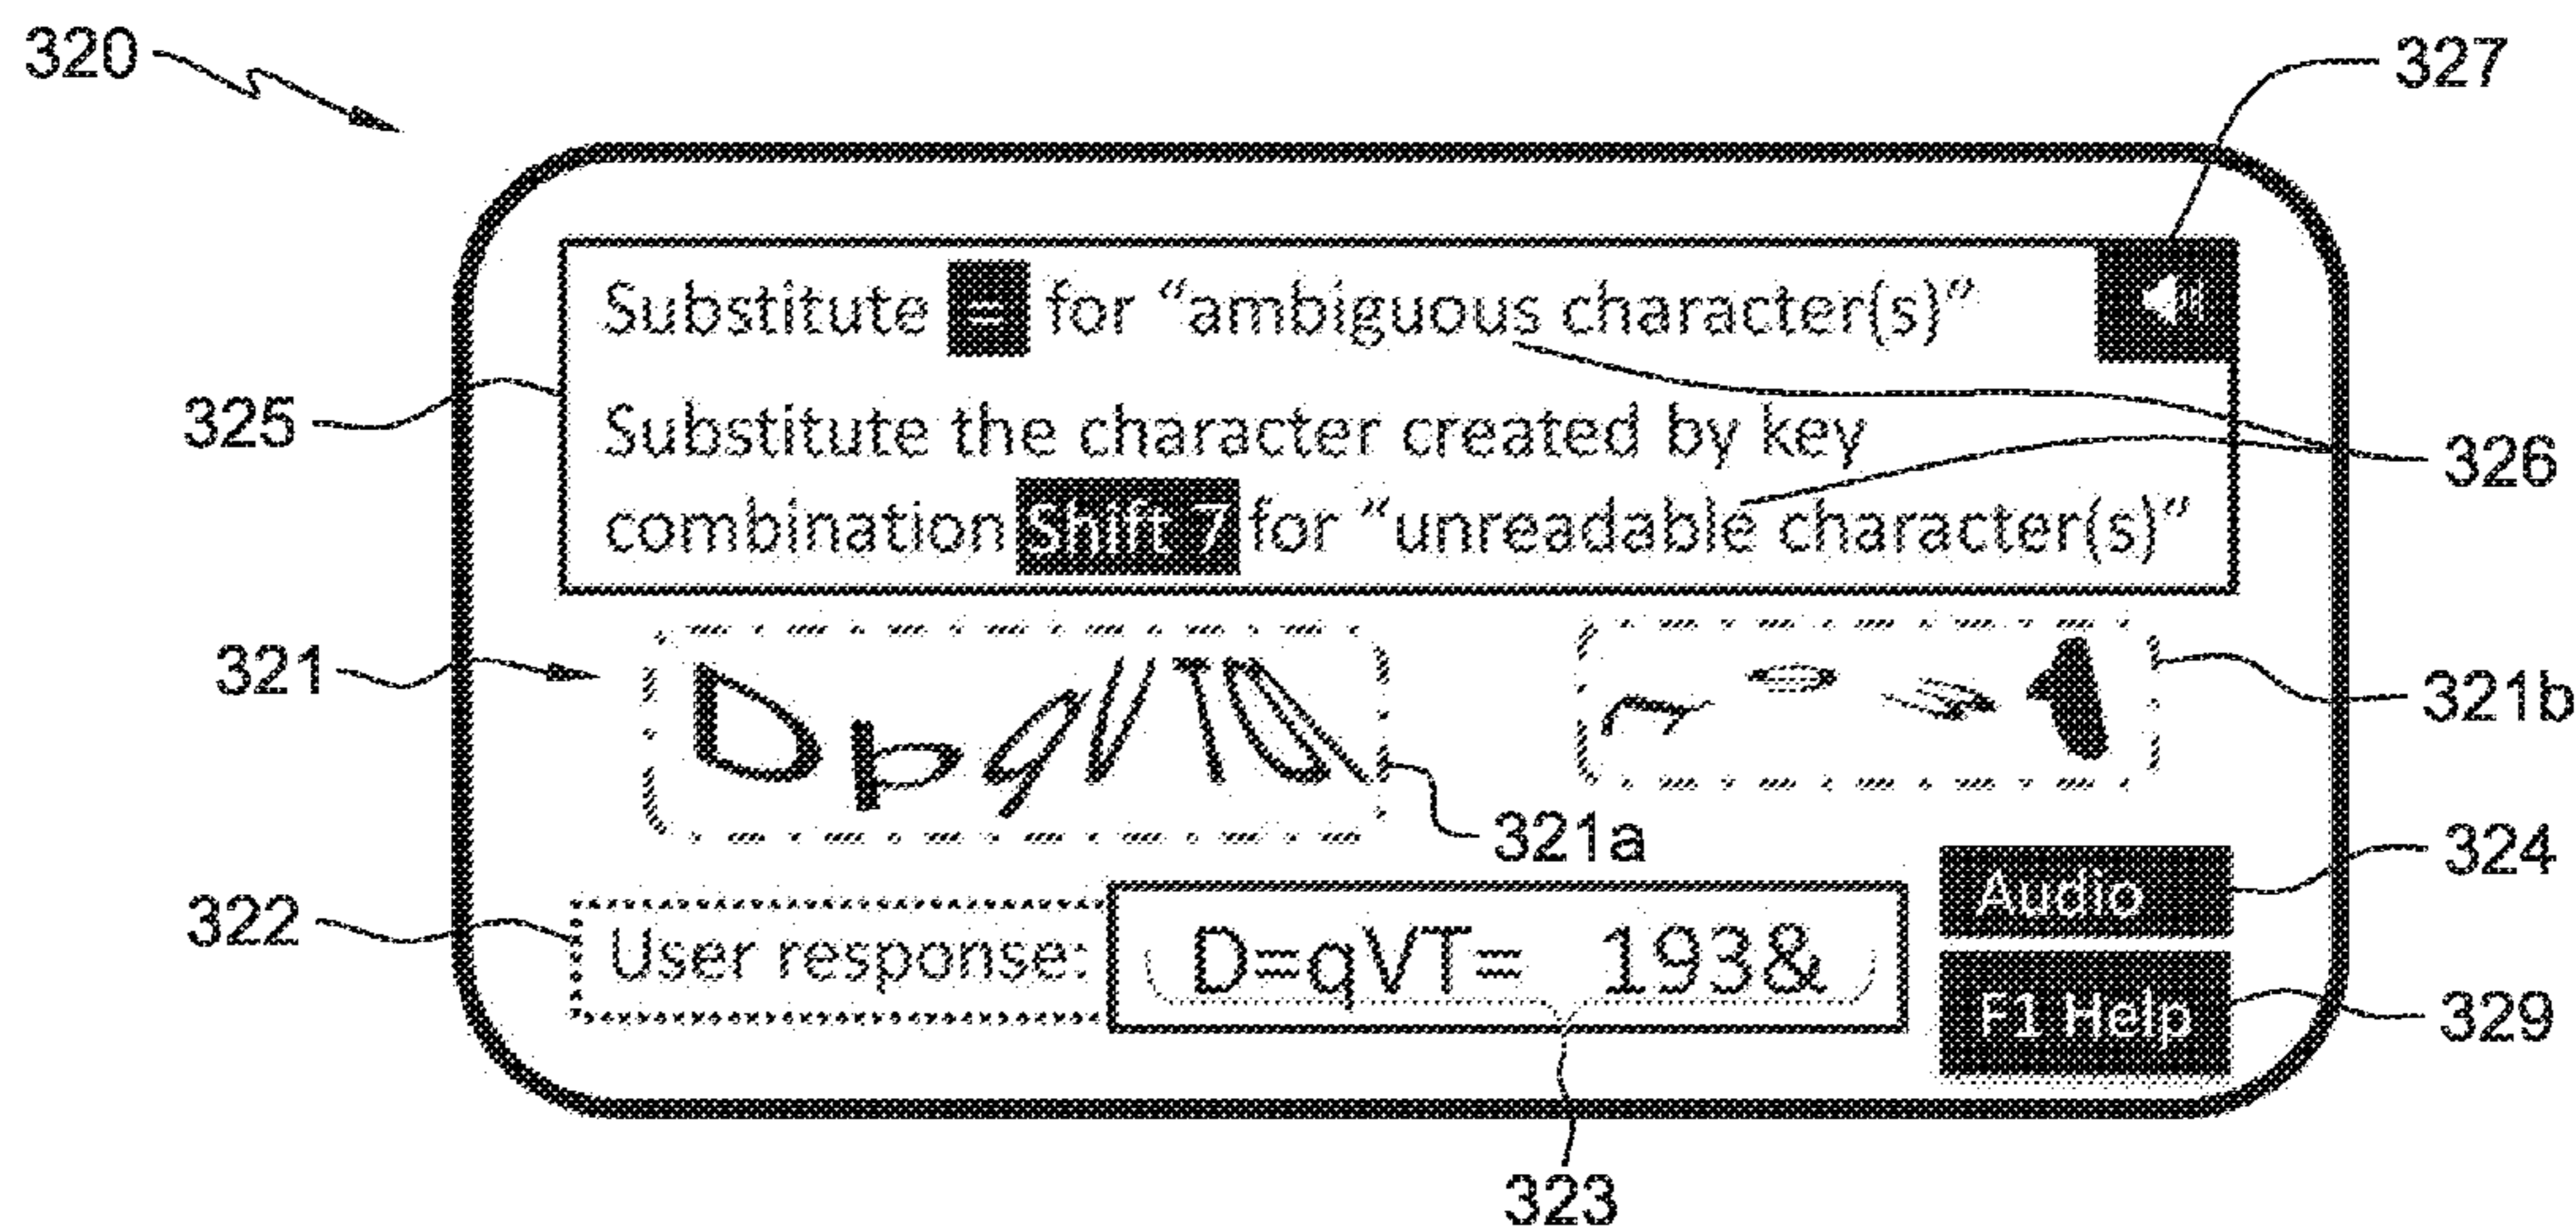 320
327
Substitute = for “ambiguous character(s)”
325
Substitute the character created by key
326
combination Shift 7 for “unreadable character(s)”
321
321b
321a
324
322
User response: D=qVT= 193&
Audio
F1 Help
329
323